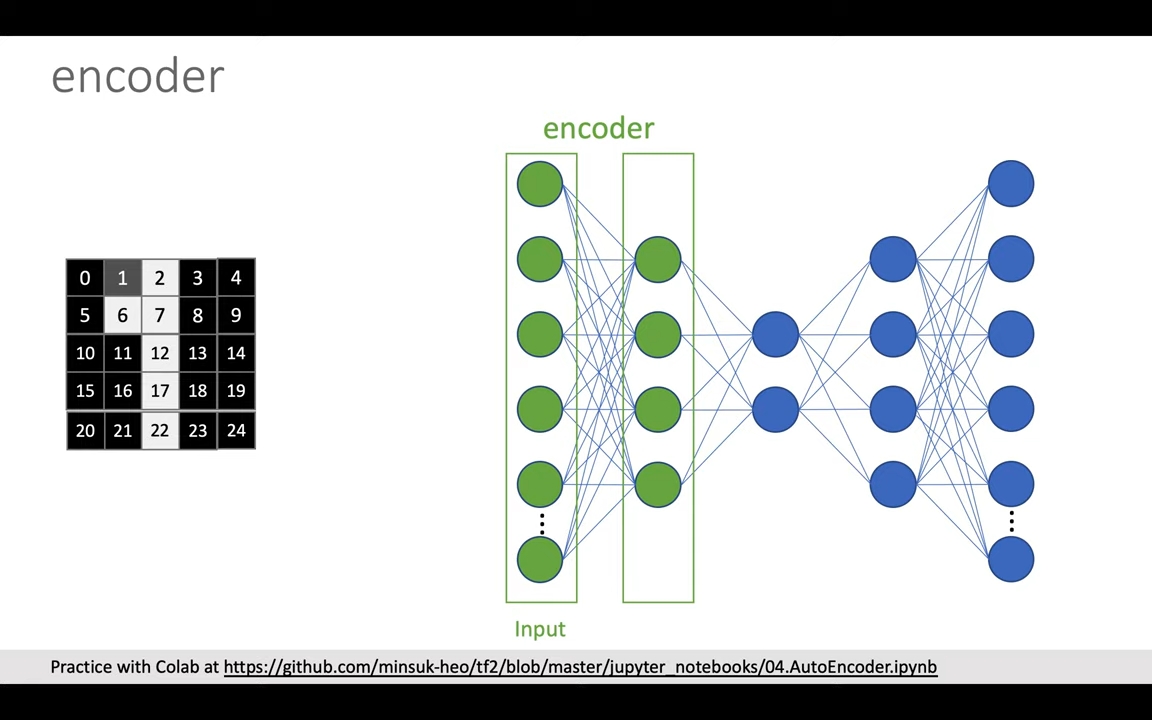 encoder
encoder
0 1 2 3 4
5 6 7 8 9
10 11 12 13 14
15 16 17 18 19
20 21 22 23 24
Input
Practice with Colab at https://github.com/minsuk-heo/tf2/blob/master/jupyter_notebooks/04.AutoEncoder.ipynb